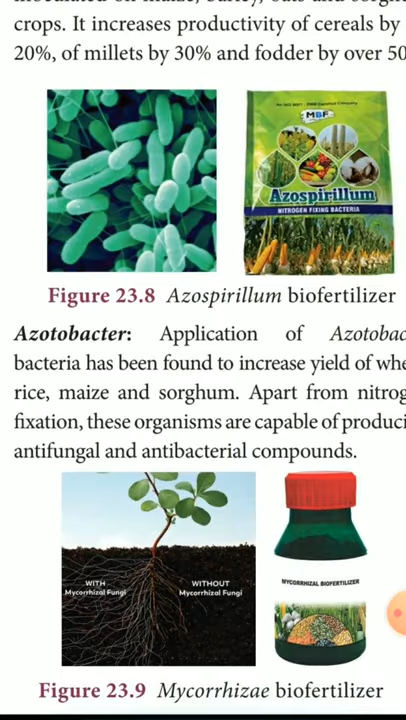 crops. It increases productivity of cereals by
20%, of millets by 30% and fodder by over 50
MBF
Azospirillum
NITROGEN FIXING BACTERIA
Figure 23.8 Azospirillum biofertilizer
Azotobacter: Application of Azotobac
bacteria has been found to increase yield of whe
rice, maize and sorghum. Apart from nitrog
fixation, these organisms are capable of produci
antifungal and antibacterial compounds.
WITH
Mycorrhizal Fungi
WITHOUT
Mycorrhizal Fungi
MYCORRHIZAL BIOFERTILIZER
Figure 23.9 Mycorrhizae biofertilizer